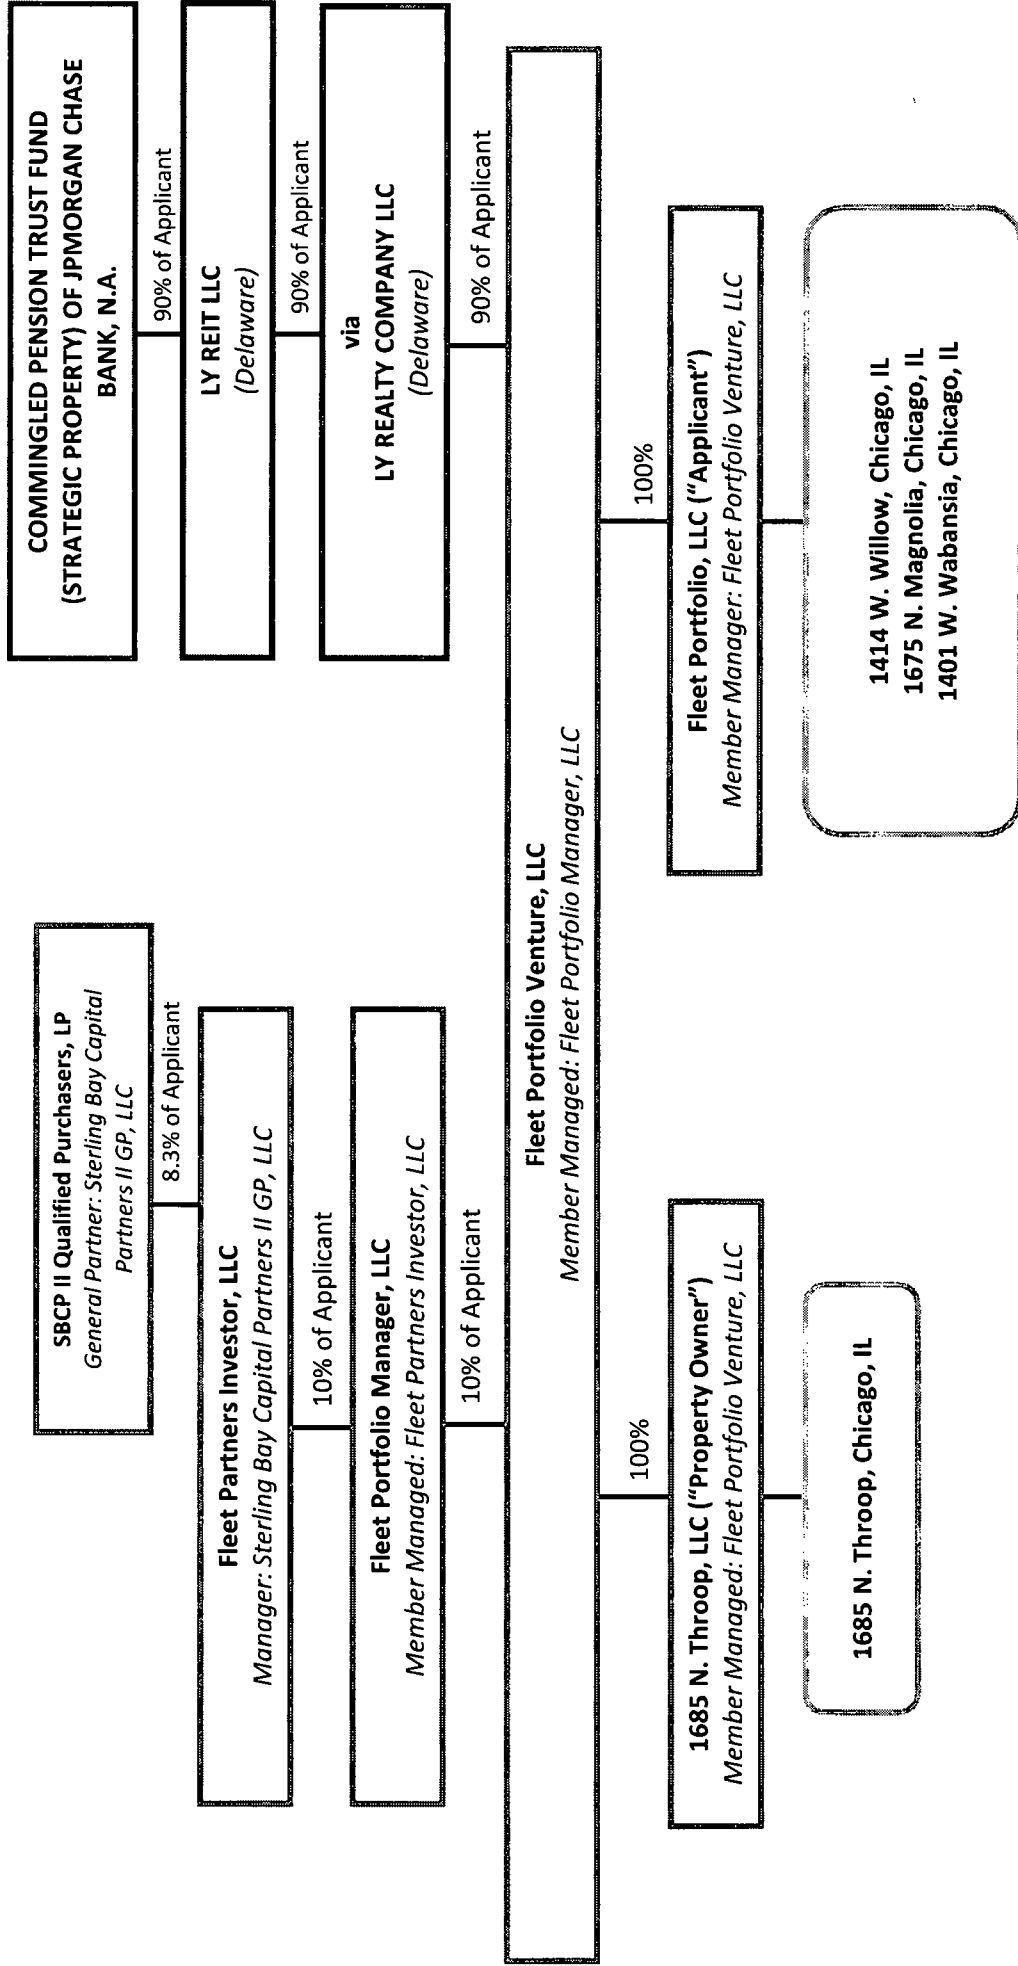 SBCP II Qualified Purchasers, LP
General Partner: Sterling Bay Capital
Partners II GP, LLC
8.3% of Applicant
Fleet Partners Investor, LLC
Manager: Sterling Bay Capital Partners II GP, LLC
10% of Applicant
Fleet Portfolio Manager, LLC
Member Managed: Fleet Partners Investor, LLC
10% of Applicant
COMMINGLED PENSION TRUST FUND
(STRATEGIC PROPERTY) OF JPMORGAN CHASE
BANK, N.A.
90% of Applicant
LY REIT LLC
(Delaware)
90% of Applicant
via
LY REALTY COMPANY LLC
(Delaware)
90% of Applicant
Fleet Portfolio Venture, LLC
Member Managed: Fleet Portfolio Manager, LLC
100%
1685 N. Throop, LLC (“Property Owner”)
Member Managed: Fleet Portfolio Venture, LLC
1685 N. Throop, Chicago, IL
100%
Fleet Portfolio, LLC (“Applicant”)
Member Manager: Fleet Portfolio Venture, LLC
1414 W. Willow, Chicago, IL
1675 N. Magnolia, Chicago, IL
1401 W. Wabansia, Chicago, IL